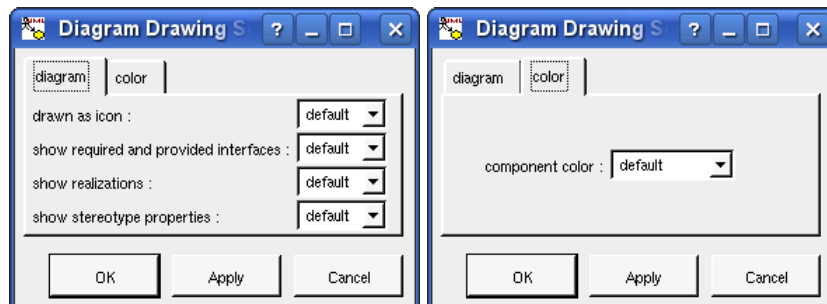 Diagram Drawing S
diagram color
drawn as icon : default
show required and provided interfaces : default
show realizations : default
show stereotype properties : default
OK Apply Cancel
Diagram Drawing S
diagram color
component color : default
OK Apply Cancel